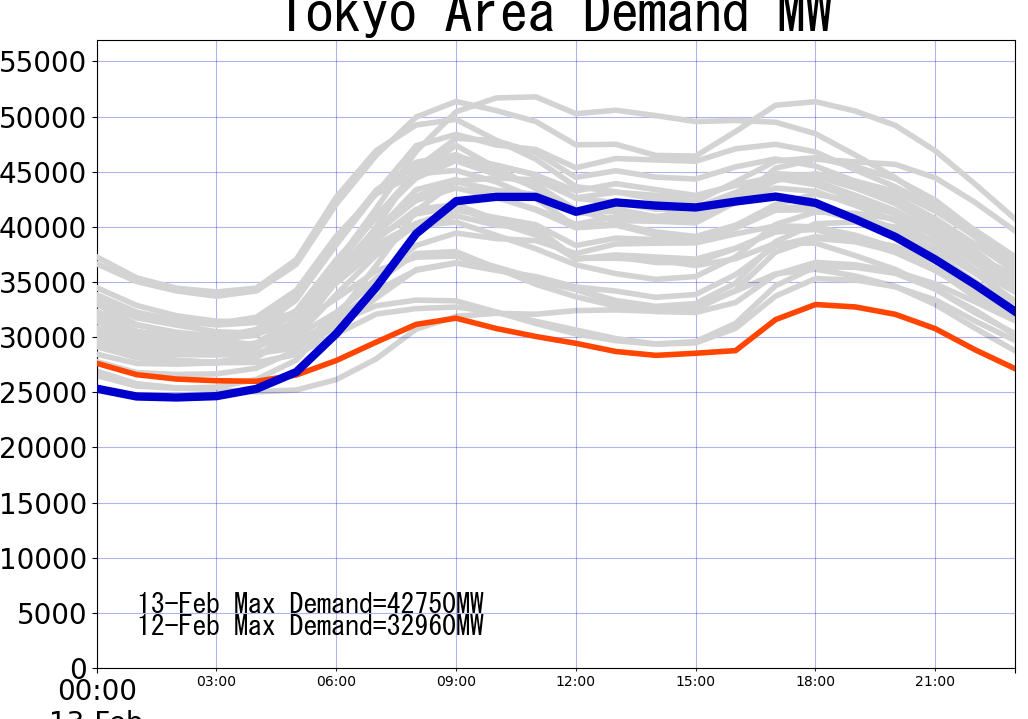 Tokyo Area Demand MW
55000
50000
45000
40000
35000
30000
25000
20000
15000
10000
5000
0
13-Feb Max Demand=42750MW
12-Feb Max Demand=32960MW
00:00 03:00 06:00 09:00 12:00 15:00 18:00 21:00
13 Feb